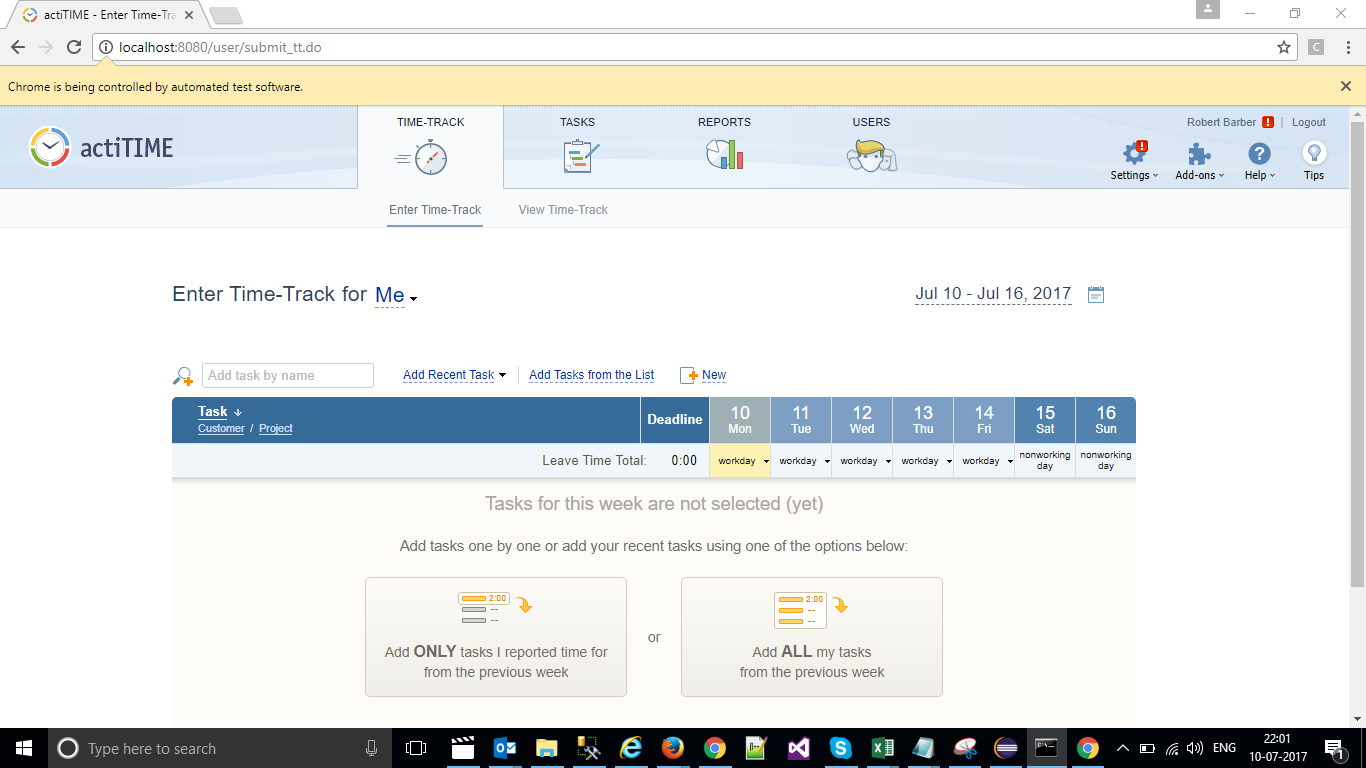 actiTIME - Enter Time-Tra
localhost:8080/user/submit_tt.do
C
Chrome is being controlled by automated test software.
actiTIME
TIME-TRACK
TASKS
REPORTS
USERS
Robert Barber ! | Logout
Settings
Add-ons
Help
Tips
Enter Time-Track
View Time-Track
Enter Time-Track for Me
Jul 10 - Jul 16, 2017
Add task by name
Add Recent Task
Add Tasks from the List
New
Task
Customer / Project
Deadline
10 Mon
11 Tue
12 Wed
13 Thu
14 Fri
15 Sat
16 Sun
Leave Time Total: 0:00
workday
workday
workday
workday
workday
nonworking
day
nonworking
day
Tasks for this week are not selected (yet)
Add tasks one by one or add your recent tasks using one of the options below:
2:00
--
--
Add ONLY tasks I reported time for
from the previous week
or
2:00
--
--
Add ALL my tasks
from the previous week
Type here to search
ENG
22:01
10-07-2017
1